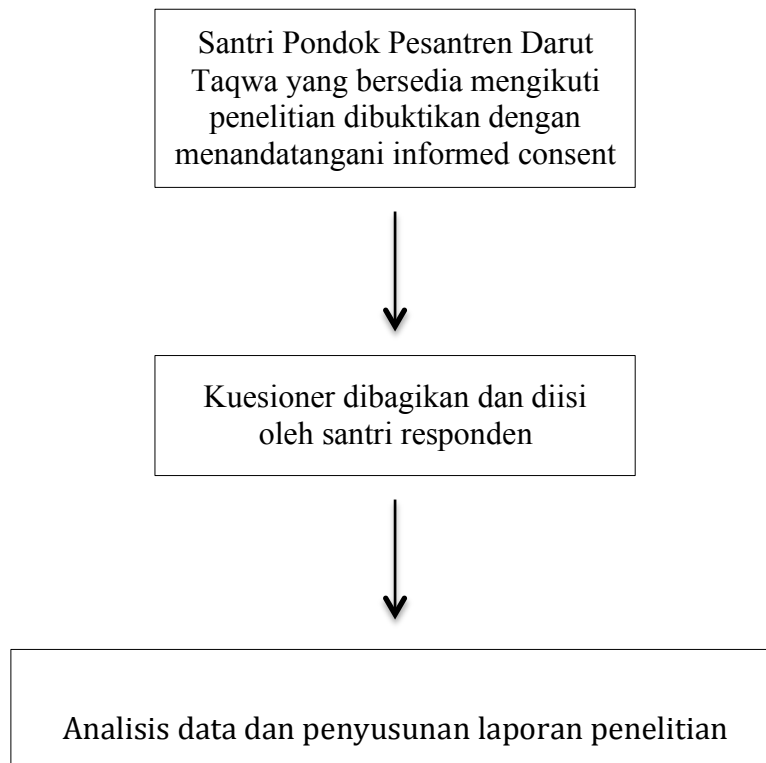 Santri Pondok Pesantren Darut
Taqwa yang bersedia mengikuti
penelitian dibuktikan dengan
menandatangani informed consent
Kuesioner dibagikan dan diisi
oleh santri responden
Analisis data dan penyusunan laporan penelitian